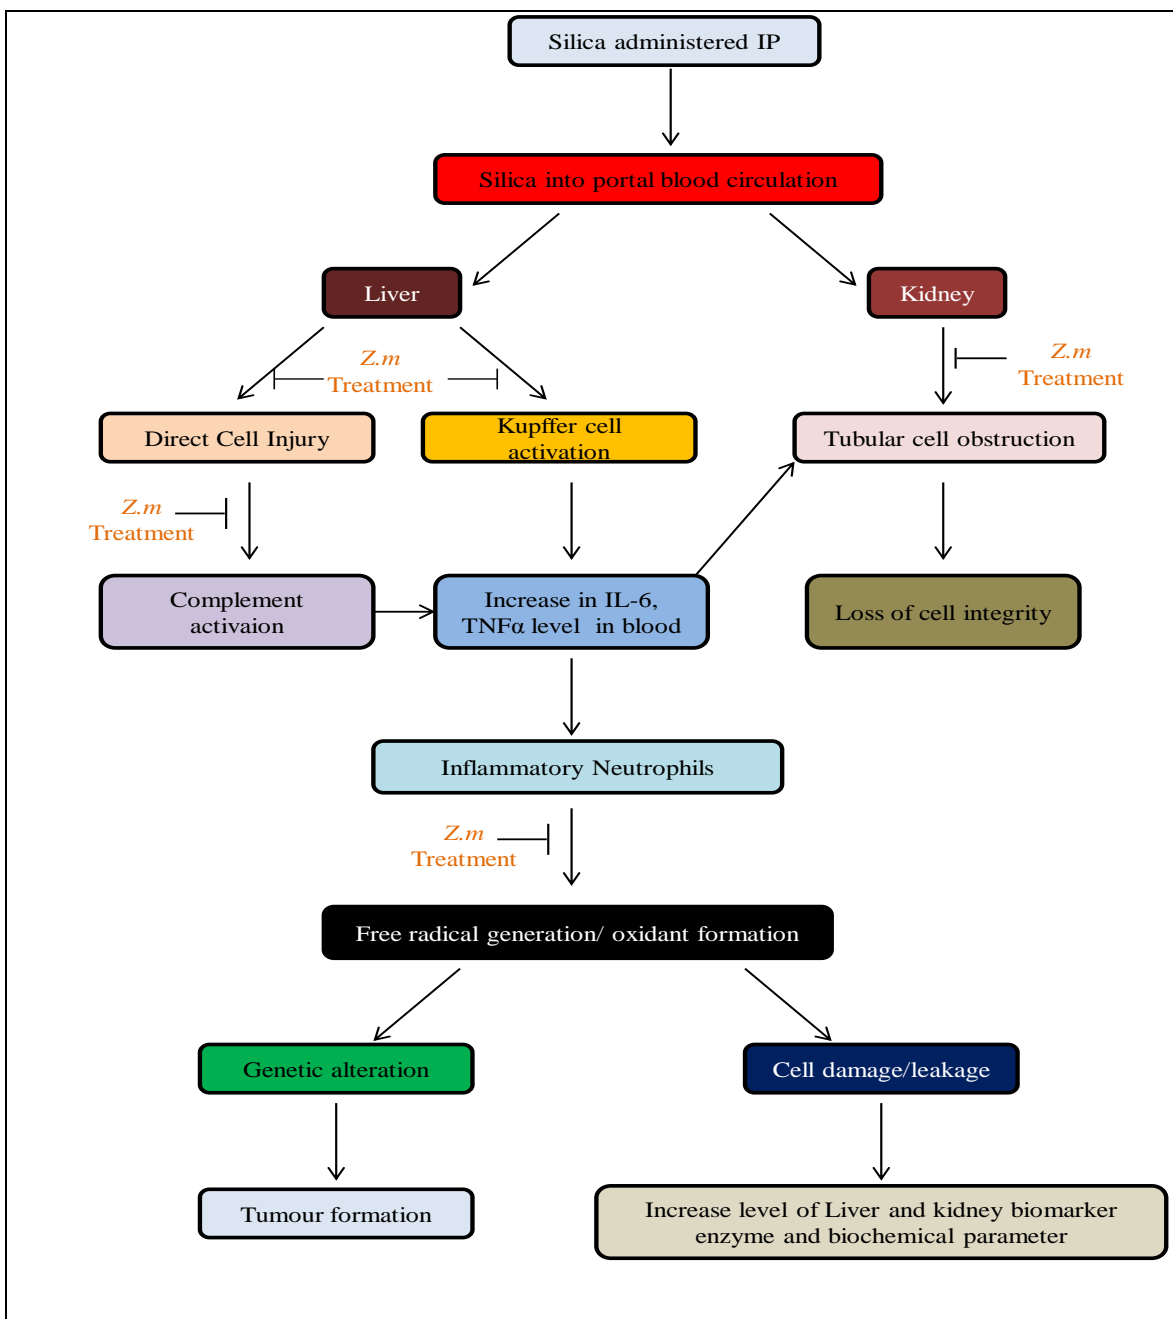 Silica administered IP
Silica into portal blood circulation
Liver
Kidney
Z.m
Treatment
Z.m
Treatment
Direct Cell Injury
Kupffer cell
activation
Tubular cell obstruction
Z.m
Treatment
Complement
activaion
Increase in IL-6,
TNFα level in blood
Loss of cell integrity
Inflammatory Neutrophils
Z.m
Treatment
Free radical generation/ oxidant formation
Genetic alteration
Cell damage/leakage
Tumour formation
Increase level of Liver and kidney biomarker
enzyme and biochemical parameter